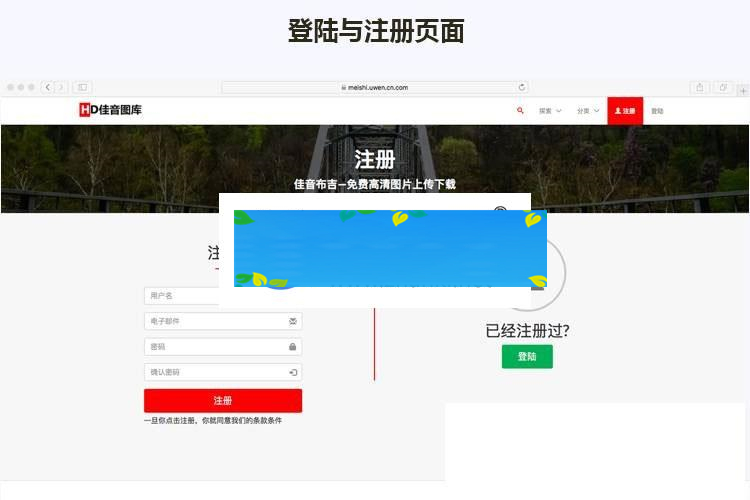 登陆与注册页面
meishi.uwen.cn.com
HD佳音图库
探索
分类
注册
登陆
注册
佳音布吉—免费高清图片上传下载
注
用户名
电子邮件
密码
确认密码
注册
一旦你点击注册，你就同意我们的条款条件
已经注册过?
登陆